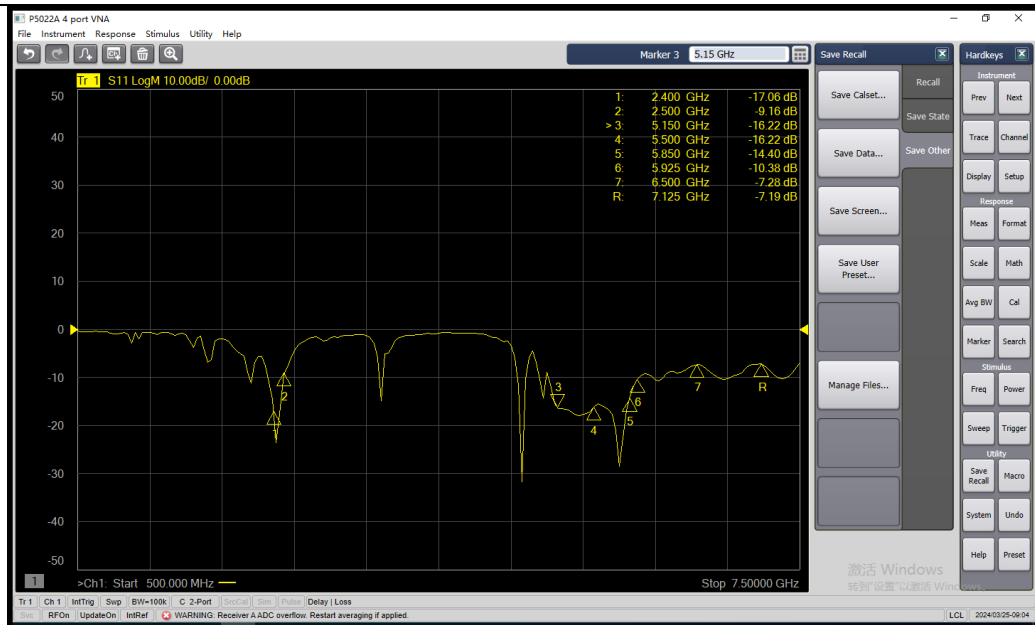 P5022A 4 port VNA
File Instrument Response Stimulus Utility Help
Marker 3 5.15 GHz
Save Recall
Hardkeys
Tr 1 S11 LogM 10.00dB/ 0.00dB
1: 2.400 GHz -17.06 dB
2: 2.500 GHz -9.16 dB
> 3: 5.150 GHz -16.22 dB
4: 5.500 GHz -16.22 dB
5: 5.850 GHz -14.40 dB
6: 5.925 GHz -10.38 dB
7: 6.500 GHz -7.28 dB
R: 7.125 GHz -7.19 dB
50
40
30
20
10
0
-10
-20
-30
-40
-50
1
2
3
4
5
6
7
R
1
>Ch1: Start 500.000 MHz
Stop 7.50000 GHz
Save Calset...
Save Data...
Save Screen...
Save User
Preset...
Manage Files...
Recall
Save State
Save Other
Instrument
Prev Next
Trace Channel
Display Setup
Response
Meas Format
Scale Math
Avg BW Cal
Marker Search
Stimulus
Freq Power
Sweep Trigger
Utility
Save
Recall
Macro
System Undo
Help Preset
激活 Windows
转到"设置"以激活 Windows。
Tr 1 Ch 1 IntTrig Swp BW=100k C 2-Port SrcCal Sim Pulse Delay | Loss
Svc RFOn UpdateOn IntRef WARNING: Receiver A ADC overflow. Restart averaging if applied.
LCL 2024/03/25-09:04